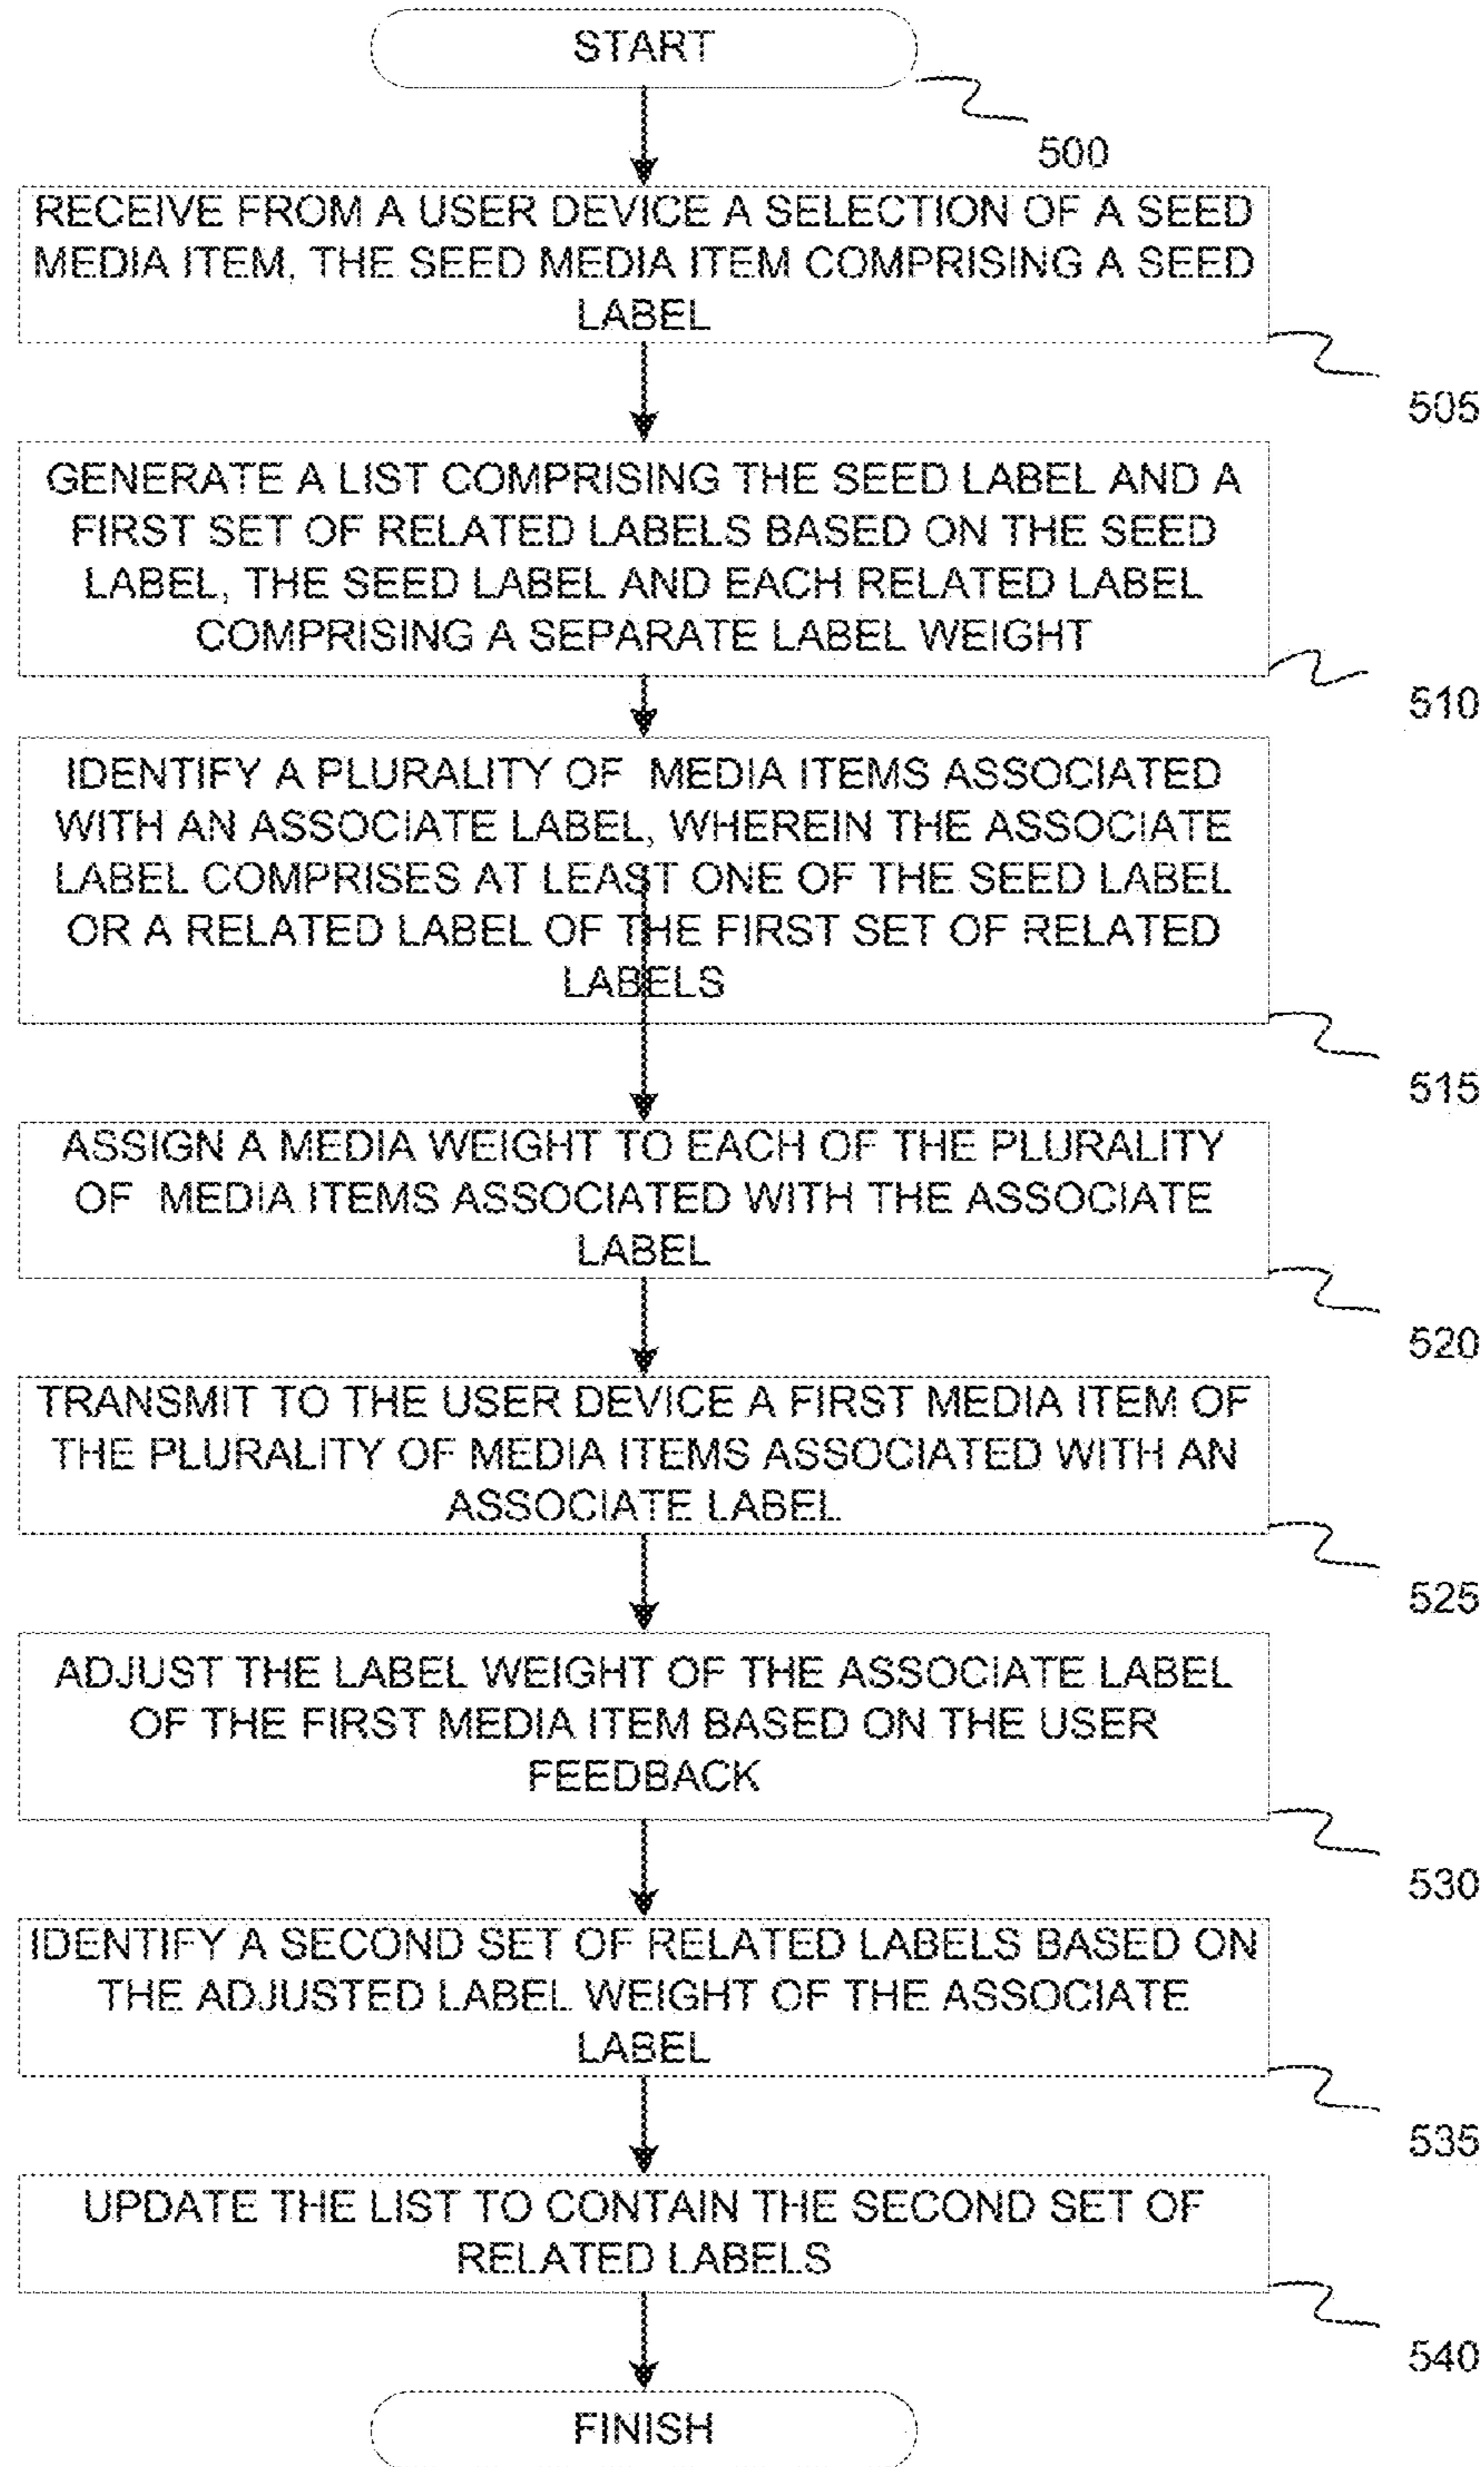 START
500
RECEIVE FROM A USER DEVICE A SELECTION OF A SEED
MEDIA ITEM, THE SEED MEDIA ITEM COMPRISING A SEED
LABEL
505
GENERATE A LIST COMPRISING THE SEED LABEL AND A
FIRST SET OF RELATED LABELS BASED ON THE SEED
LABEL, THE SEED LABEL AND EACH RELATED LABEL
COMPRISING A SEPARATE LABEL WEIGHT
510
IDENTIFY A PLURALITY OF MEDIA ITEMS ASSOCIATED
WITH AN ASSOCIATE LABEL, WHEREIN THE ASSOCIATE
LABEL COMPRISES AT LEAST ONE OF THE SEED LABEL
OR A RELATED LABEL OF THE FIRST SET OF RELATED
LABELS
515
ASSIGN A MEDIA WEIGHT TO EACH OF THE PLURALITY
OF MEDIA ITEMS ASSOCIATED WITH THE ASSOCIATE
LABEL
520
TRANSMIT TO THE USER DEVICE A FIRST MEDIA ITEM OF
THE PLURALITY OF MEDIA ITEMS ASSOCIATED WITH AN
ASSOCIATE LABEL
525
ADJUST THE LABEL WEIGHT OF THE ASSOCIATE LABEL
OF THE FIRST MEDIA ITEM BASED ON THE USER
FEEDBACK
530
IDENTIFY A SECOND SET OF RELATED LABELS BASED ON
THE ADJUSTED LABEL WEIGHT OF THE ASSOCIATE
LABEL
535
UPDATE THE LIST TO CONTAIN THE SECOND SET OF
RELATED LABELS
540
FINISH